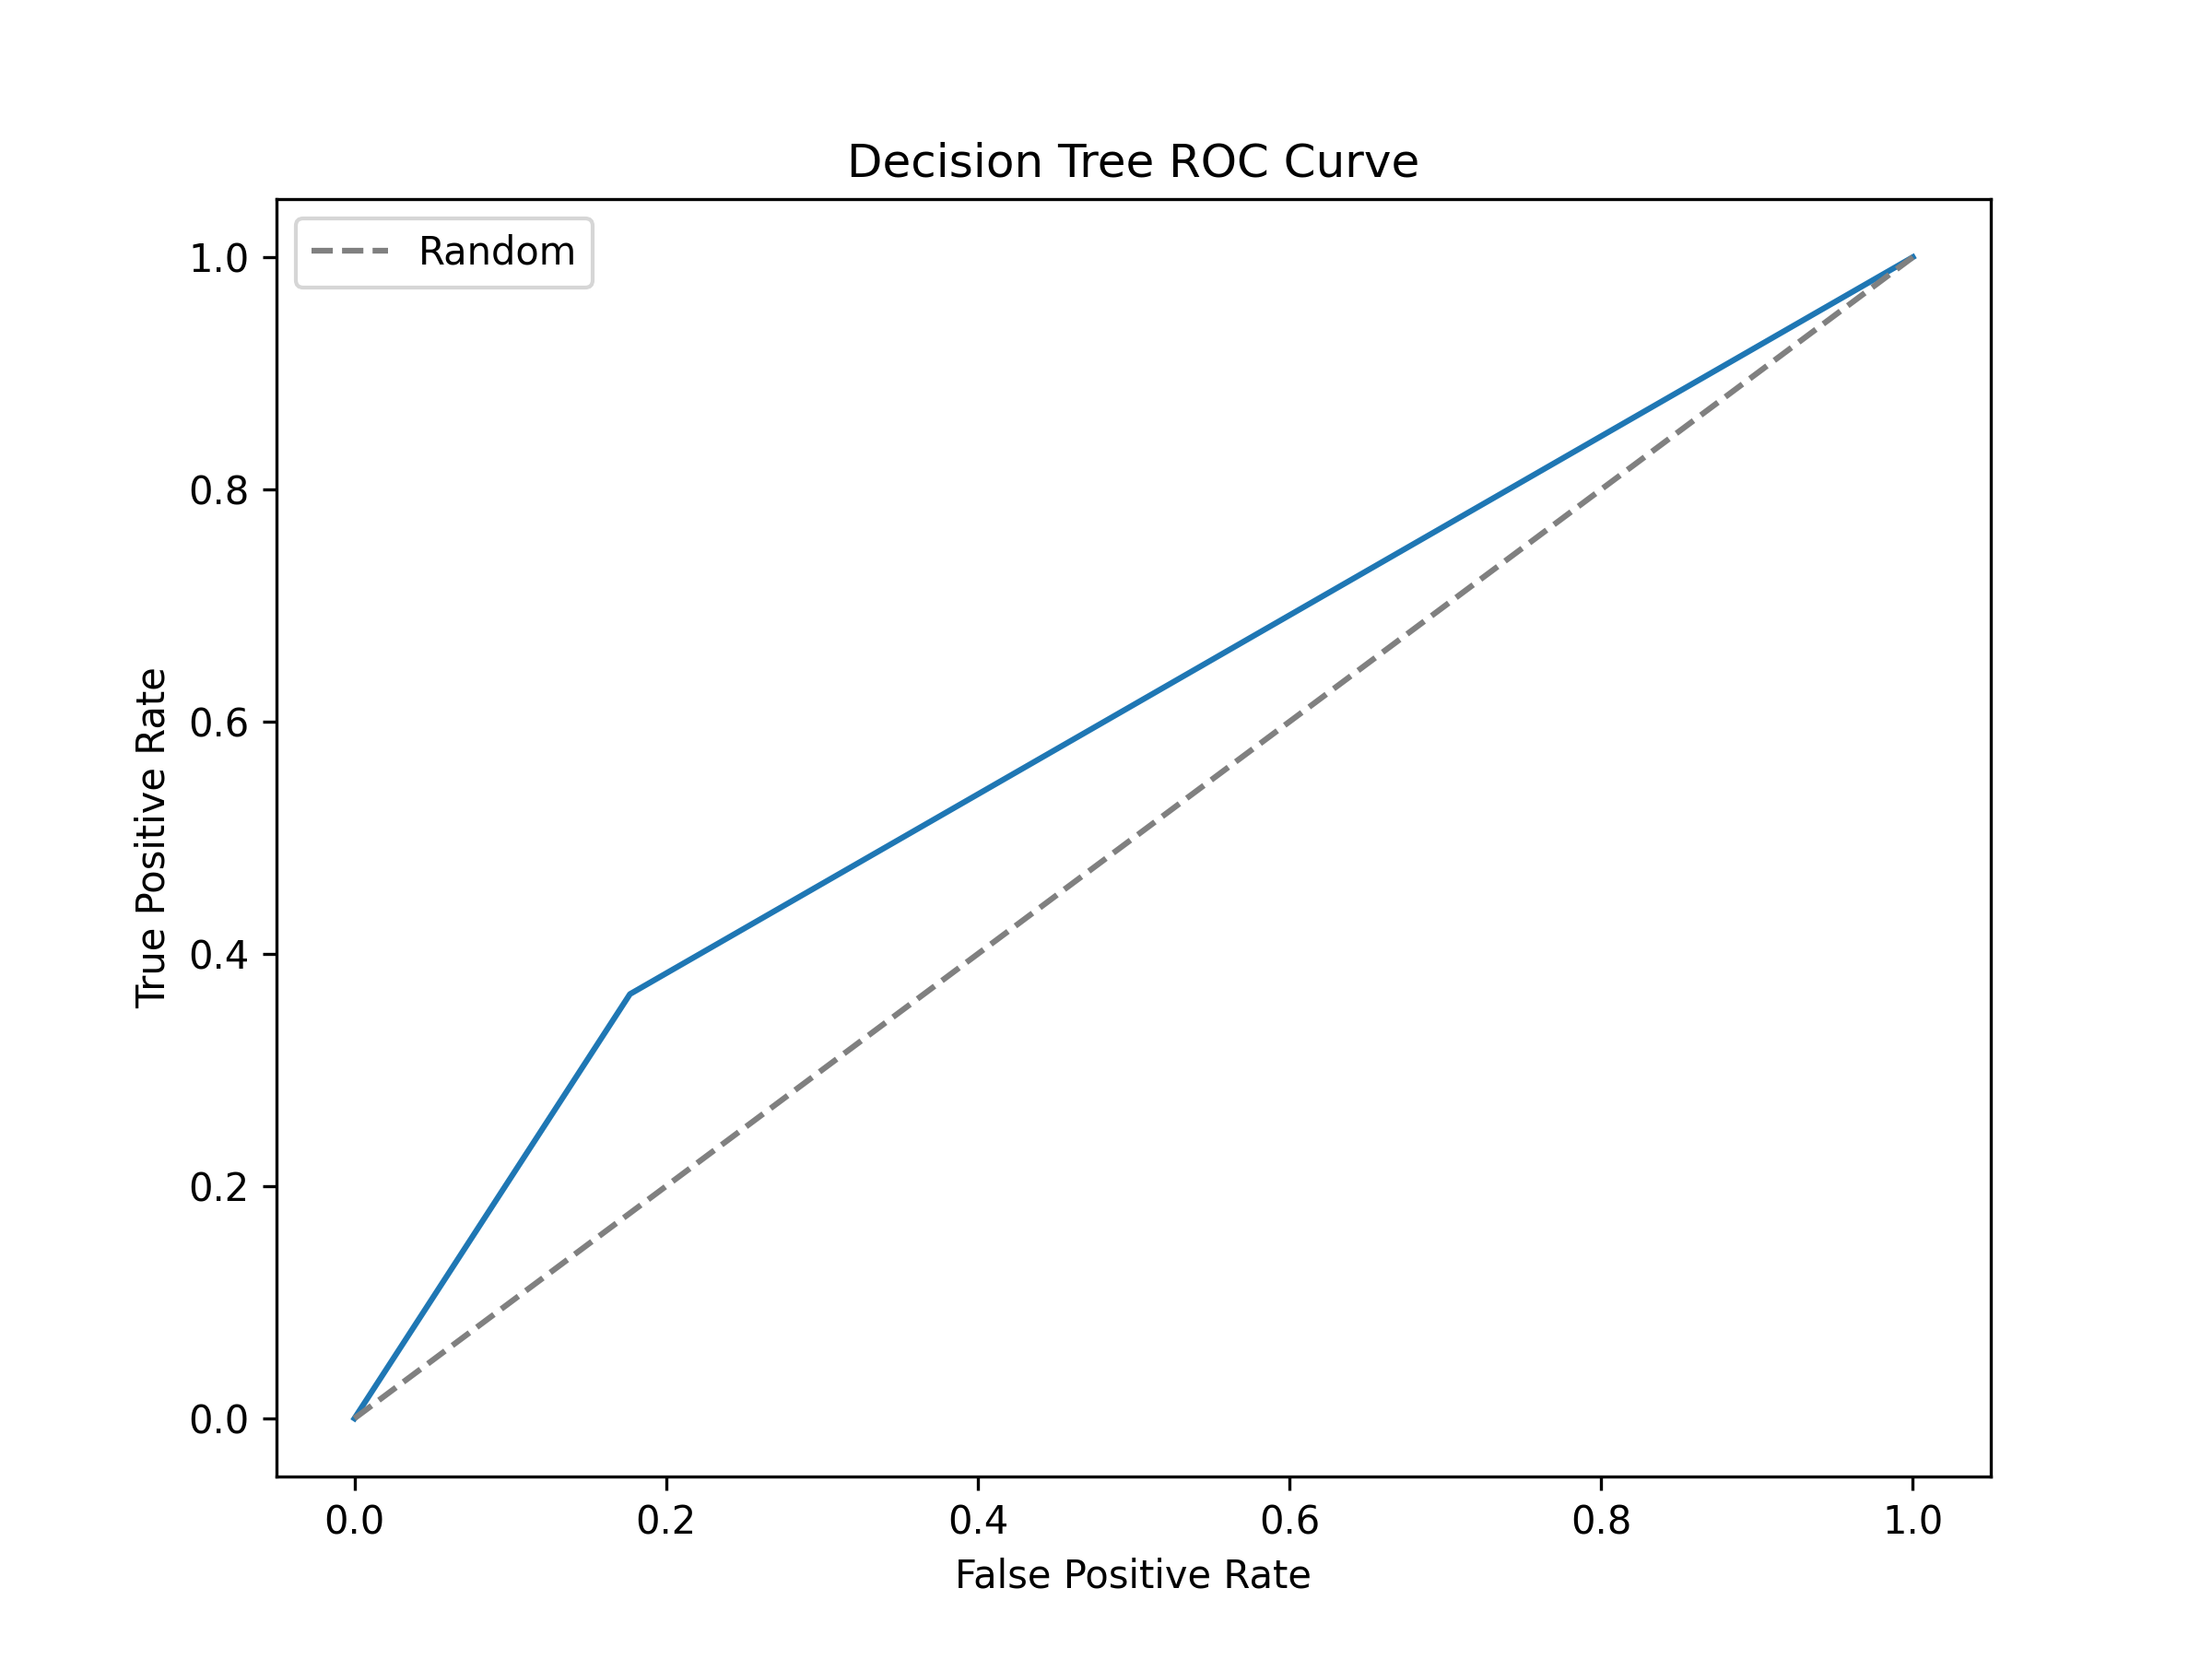 Decision Tree ROC Curve
Random
1.0
0.8
0.6
0.4
0.2
0.0
True Positive Rate
0.0 0.2 0.4 0.6 0.8 1.0
False Positive Rate